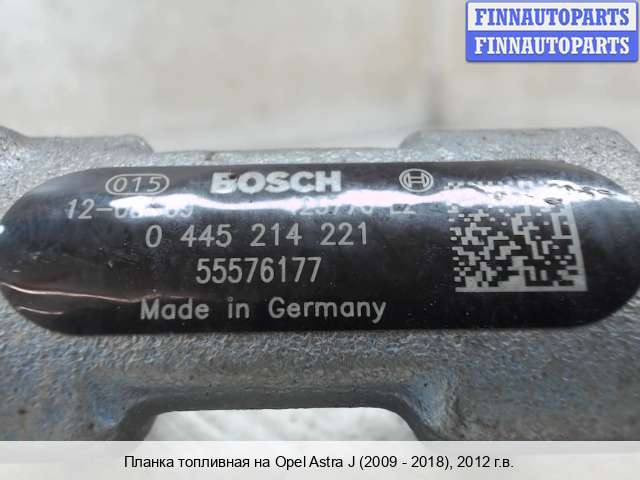 FINNAUTOPARTS
FINNAUTOPARTS
015 BOSCH
0 445 214 221
55576177
Made in Germany
Планка топливная на Opel Astra J (2009 - 2018), 2012 г.в.